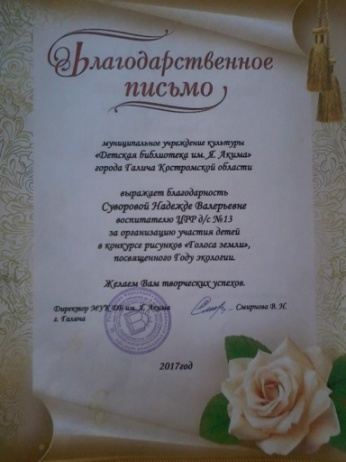 Благодарственное
письмо
муниципальное учреждение культуры
«Детская библиотека им. Я. Акима»
города Галича Костромской области
выражает благодарность
Суворовой Надежде Валерьевне
воспитателю ЦРР д/с №13
за организацию участия детей
в конкурсе рисунков «Голоса земли»,
посвященного Году экологии.
Желаем Вам творческих успехов.
Директор МУК ДБ им. Я. Акима Смирнова В. Н.
г. Галича
2017год